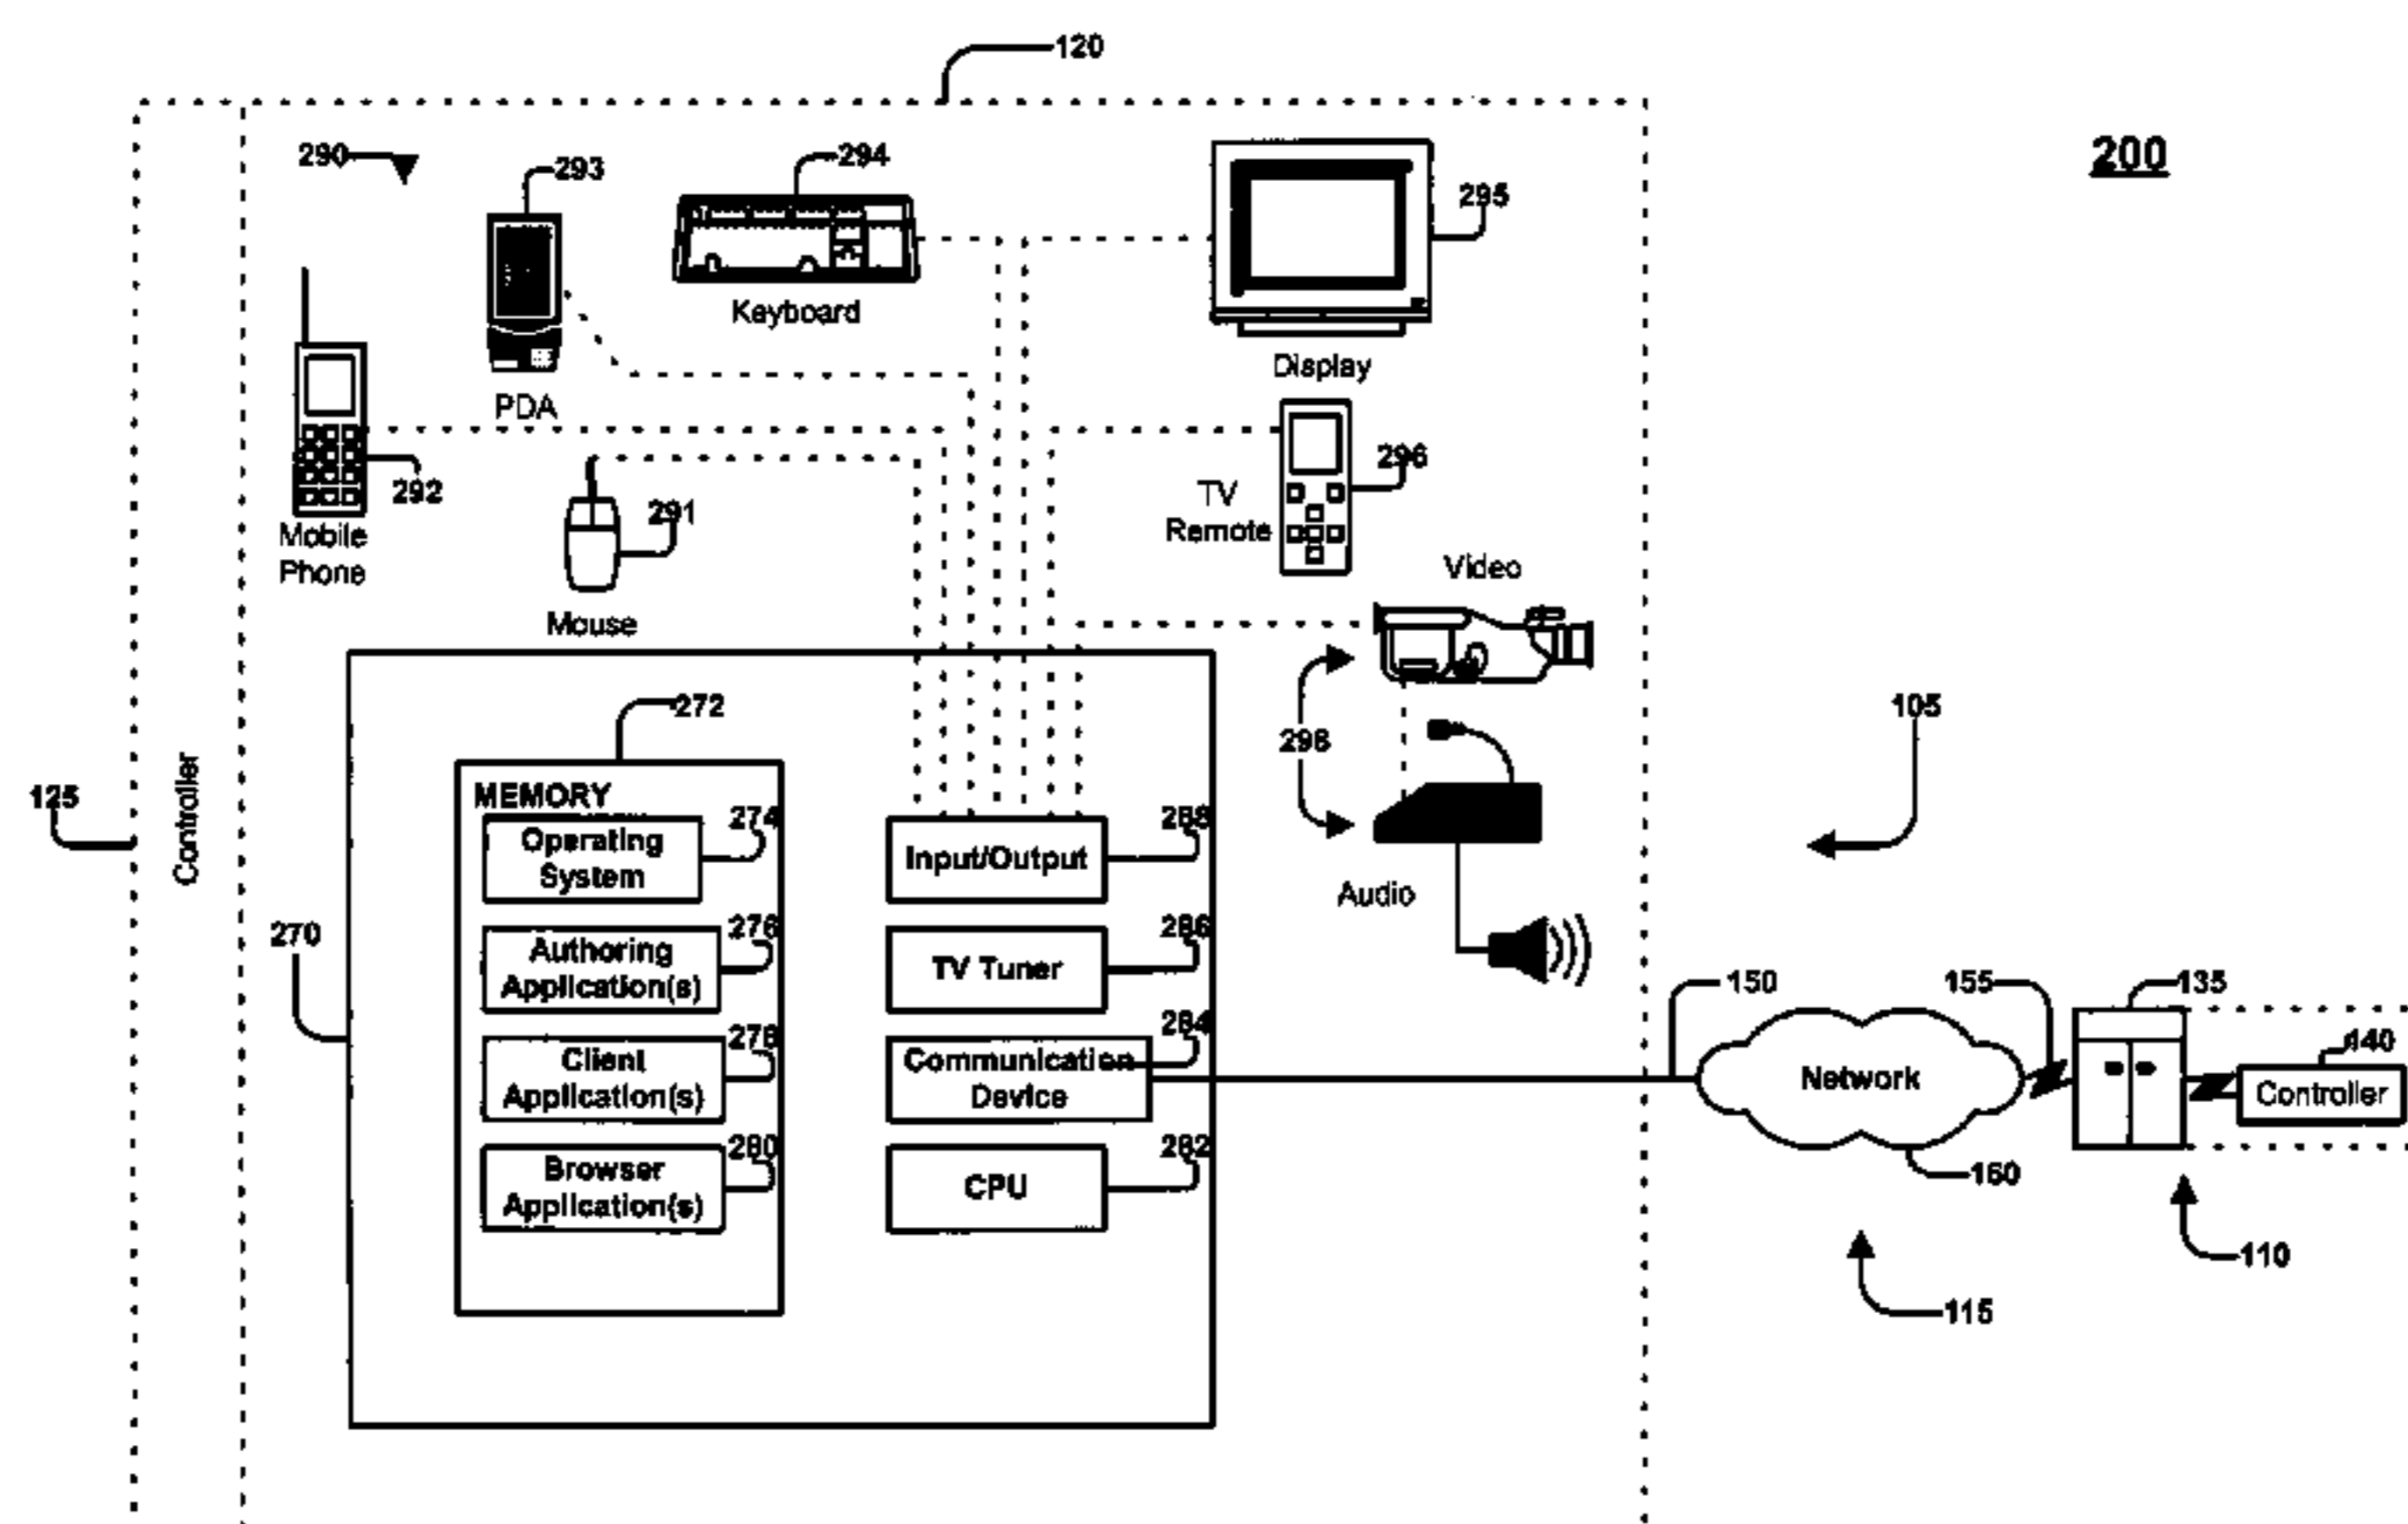 120
200
290
293
294
295
Keyboard
Display
PDA
292
296
TV
Remote
291
Mobile
Phone
Video
Mouse
272
105
298
125
Controller
MEMORY
Operating
System
274
Input/Output
288
Audio
270
Authoring
Application(s)
276
TV Tuner
286
150
155
135
Client
Application(s)
278
Communication
Device
284
Network
140
Controller
160
Browser
Application(s)
280
CPU
282
110
115